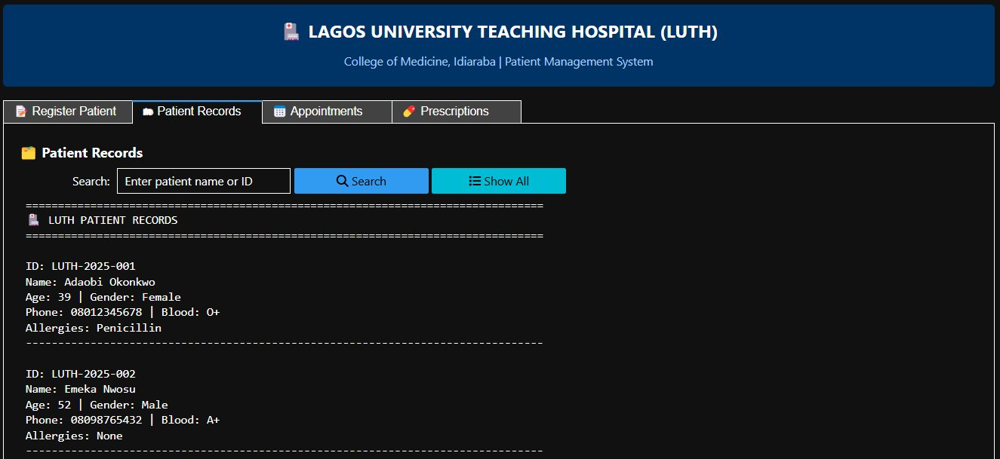 LAGOS UNIVERSITY TEACHING HOSPITAL (LUTH)
College of Medicine, Idiaraba | Patient Management System
Register Patient
Patient Records
Appointments
Prescriptions
Patient Records
Search: Enter patient name or ID Search Show All
================================================================================
LUTH PATIENT RECORDS
================================================================================
ID: LUTH-2025-001
Name: Adaobi Okonkwo
Age: 39 | Gender: Female
Phone: 08012345678 | Blood: O+
Allergies: Penicillin
--------------------------------------------------------------------------------
ID: LUTH-2025-002
Name: Emeka Nwosu
Age: 52 | Gender: Male
Phone: 08098765432 | Blood: A+
Allergies: None
--------------------------------------------------------------------------------